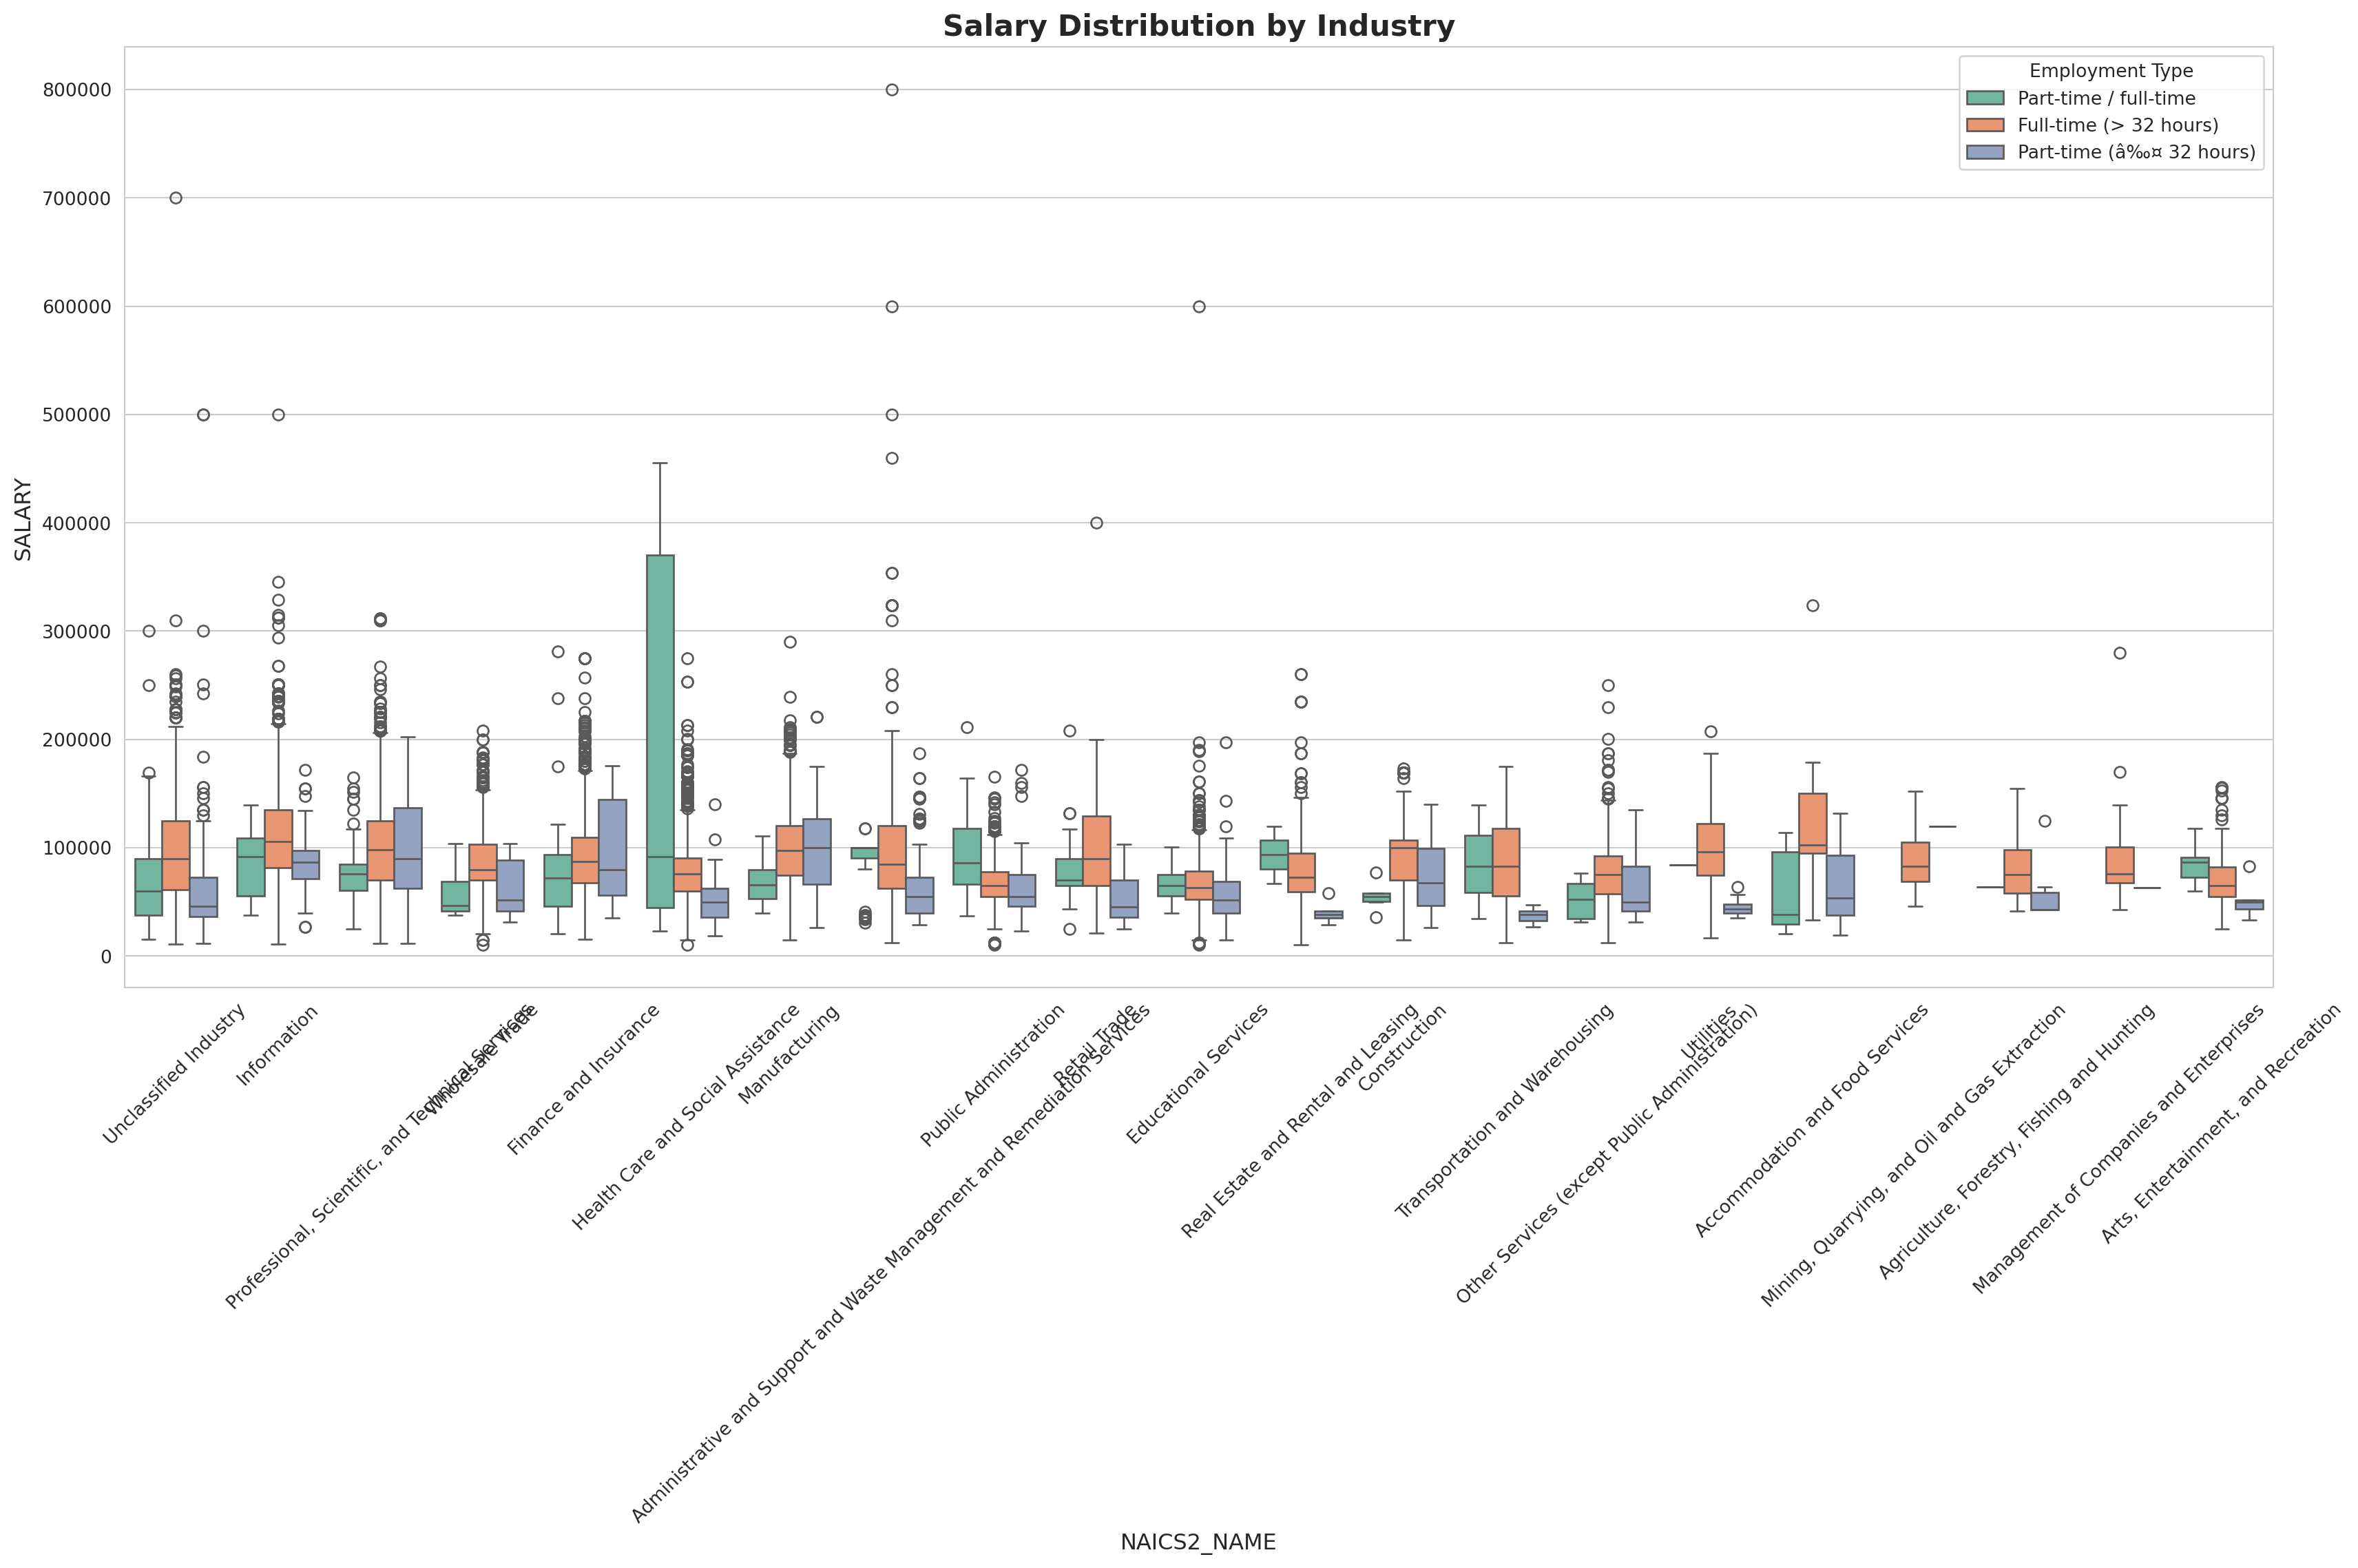 Salary Distribution by Industry
Employment Type
Part-time / full-time
Full-time (> 32 hours)
Part-time (â‰¤ 32 hours)
SALARY
800000
700000
600000
500000
400000
300000
200000
100000
0
Unclassified Industry
Information
Professional, Scientific, and Technical Services
Wholesale Trade
Finance and Insurance
Health Care and Social Assistance
Manufacturing
Administrative and Support and Waste Management and Remediation Services
Public Administration
Retail Trade
Educational Services
Real Estate and Rental and Leasing
Construction
Transportation and Warehousing
Other Services (except Public Administration)
Utilities
Accommodation and Food Services
Mining, Quarrying, and Oil and Gas Extraction
Agriculture, Forestry, Fishing and Hunting
Management of Companies and Enterprises
Arts, Entertainment, and Recreation
NAICS2_NAME